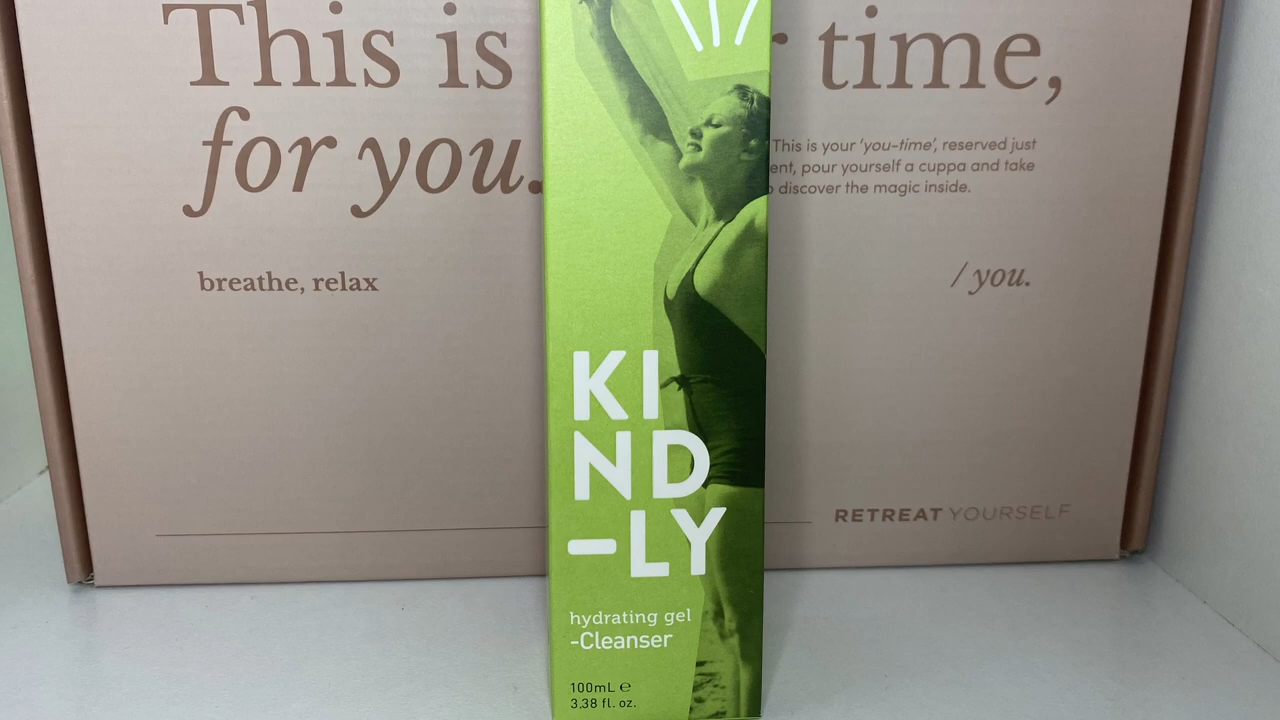 This is
time,
for you.
This is your 'you-time', reserved just
pour yourself a cuppa and take
discover the magic inside.
breathe, relax
/ you.
RETREAT YOURSELF
KI
ND
-LY
hydrating gel
-Cleanser
100mL ℮
3.38 fl. oz.